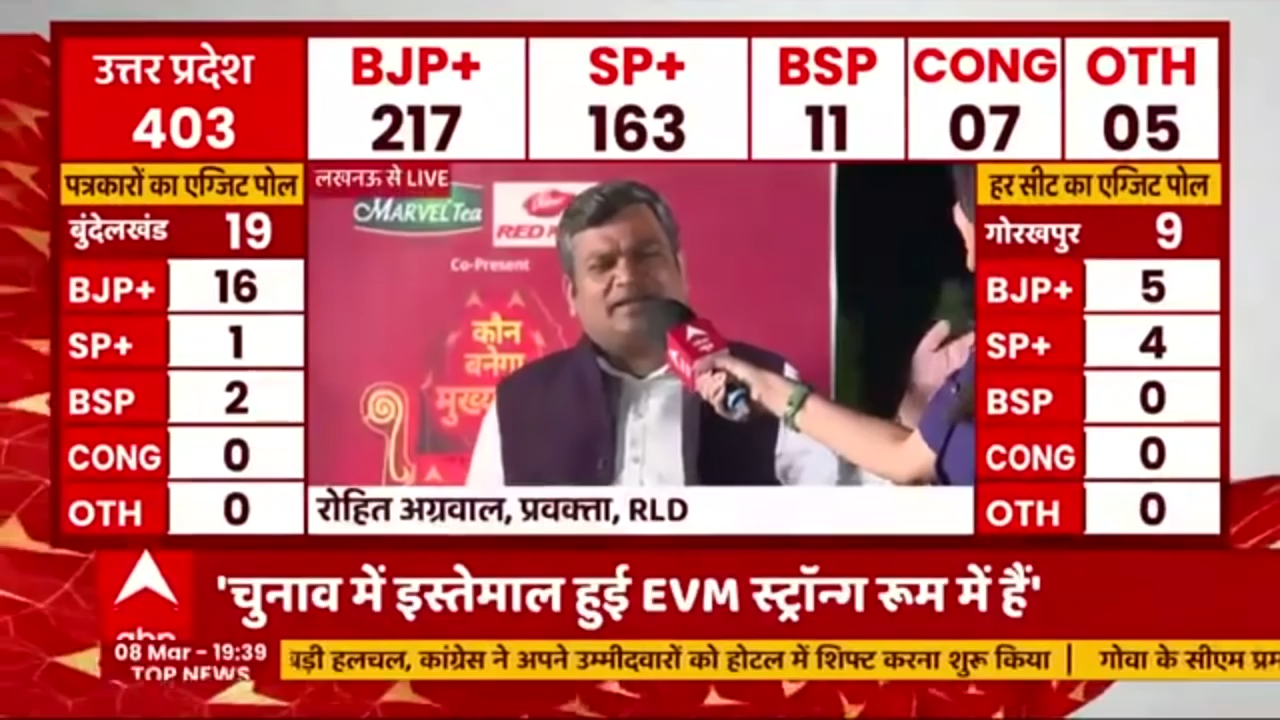 उत्तर प्रदेश
403
BJP+
217
SP+
163
BSP
11
CONG
07
OTH
05
पत्रकारों का एग्जिट पोल
बुंदेलखंड 19
BJP+ 16
SP+ 1
BSP 2
CONG 0
OTH 0
लखनऊ से LIVE
MARVEL Tea
RED
Co-Present
कौन
बनेगा
हर सीट का एग्जिट पोल
गोरखपुर 9
BJP+ 5
SP+ 4
BSP 0
CONG 0
OTH 0
रोहित अग्रवाल, प्रवक्ता, RLD
'चुनाव में इस्तेमाल हुई EVM स्ट्रॉन्ग रूम में हैं'
abp
08 Mar - 19:39
TOP NEWS
बड़ी हलचल, कांग्रेस ने अपने उम्मीदवारों को होटल में शिफ्ट करना शुरू किया | गोवा के सीएम